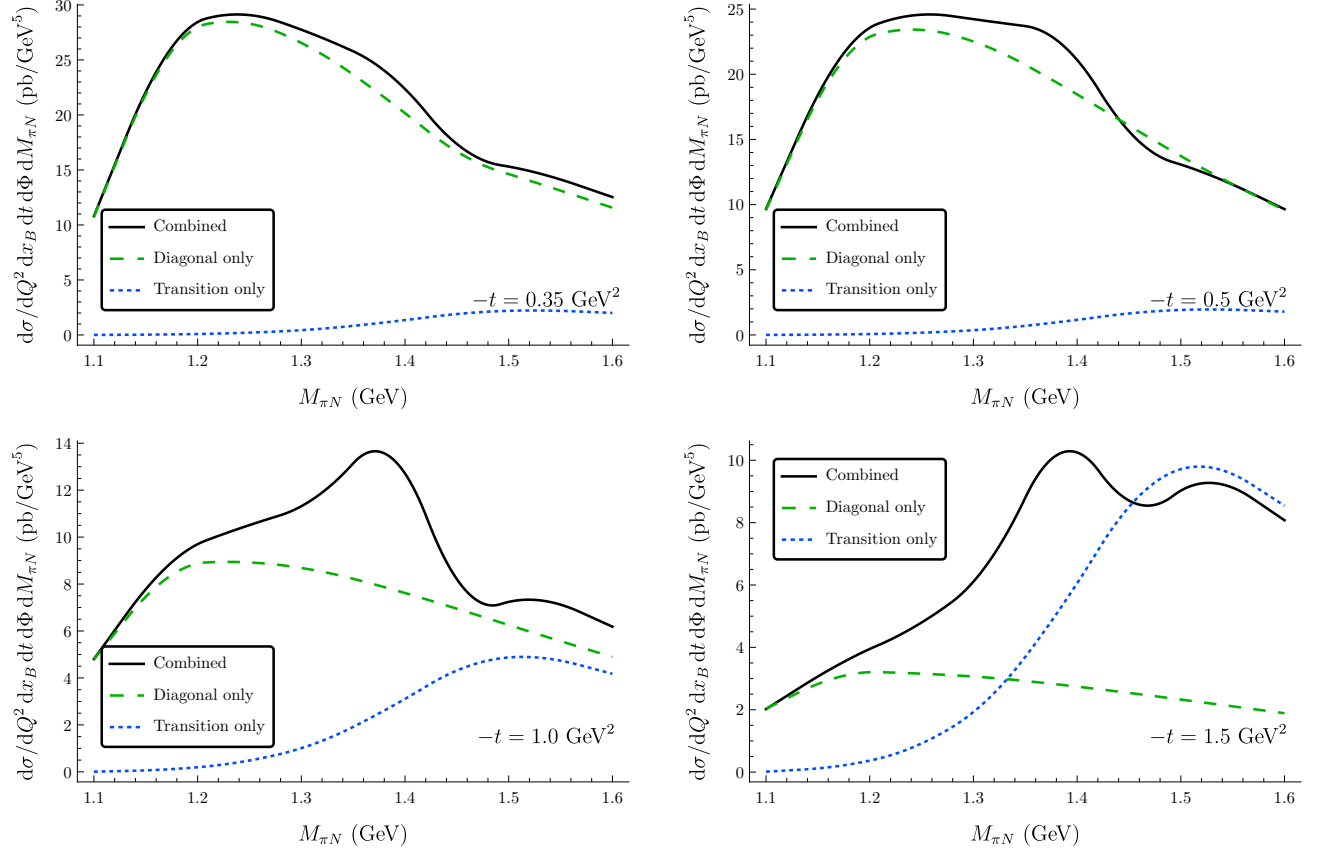 dσ/dQ² dx_B dt dΦ dM_πN (pb/GeV⁵)
30
25
20
15
10
5
0
Combined
Diagonal only
Transition only
−t = 0.35 GeV²
1.1 1.2 1.3 1.4 1.5 1.6
M_πN (GeV)
dσ/dQ² dx_B dt dΦ dM_πN (pb/GeV⁵)
25
20
15
10
5
0
Combined
Diagonal only
Transition only
−t = 0.5 GeV²
1.1 1.2 1.3 1.4 1.5 1.6
M_πN (GeV)
dσ/dQ² dx_B dt dΦ dM_πN (pb/GeV⁵)
14
12
10
8
6
4
2
0
Combined
Diagonal only
Transition only
−t = 1.0 GeV²
1.1 1.2 1.3 1.4 1.5 1.6
M_πN (GeV)
dσ/dQ² dx_B dt dΦ dM_πN (pb/GeV⁵)
10
8
6
4
2
0
Combined
Diagonal only
Transition only
−t = 1.5 GeV²
1.1 1.2 1.3 1.4 1.5 1.6
M_πN (GeV)